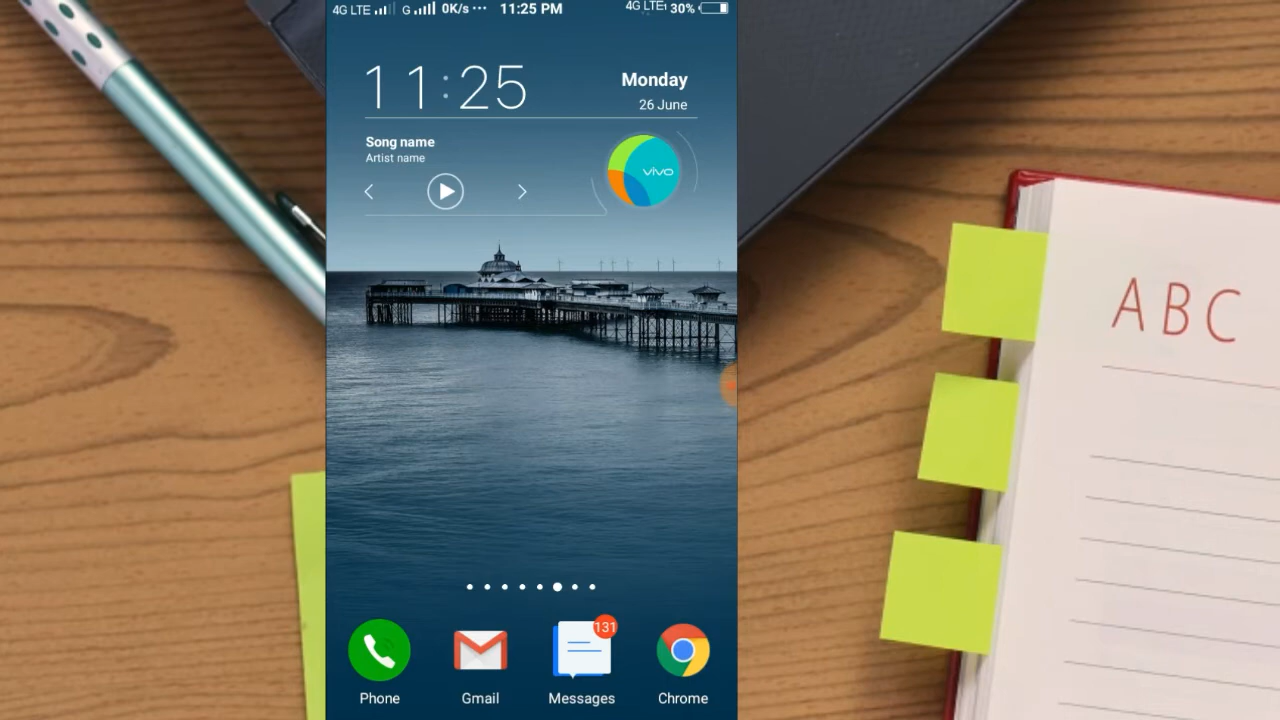 4G LTE G 0K/s ··· 11:25 PM 4G LTE 30%
11:25
Monday
26 June
Song name
Artist name
vivo
ABC
131
Phone Gmail Messages Chrome